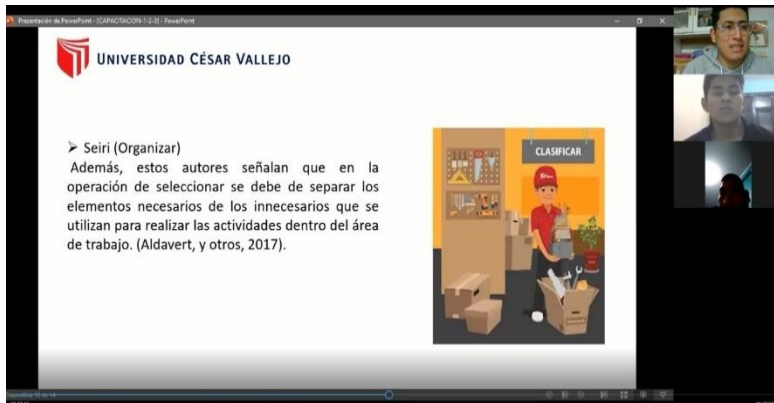 Presentación de PowerPoint - [CAPACITACION-1-2-3] - PowerPoint
UNIVERSIDAD CÉSAR VALLEJO
➤ Seiri (Organizar)
Además, estos autores señalan que en la
operación de seleccionar se debe de separar los
elementos necesarios de los innecesarios que se
utilizan para realizar las actividades dentro del área
de trabajo. (Aldavert, y otros, 2017).
CLASIFICAR